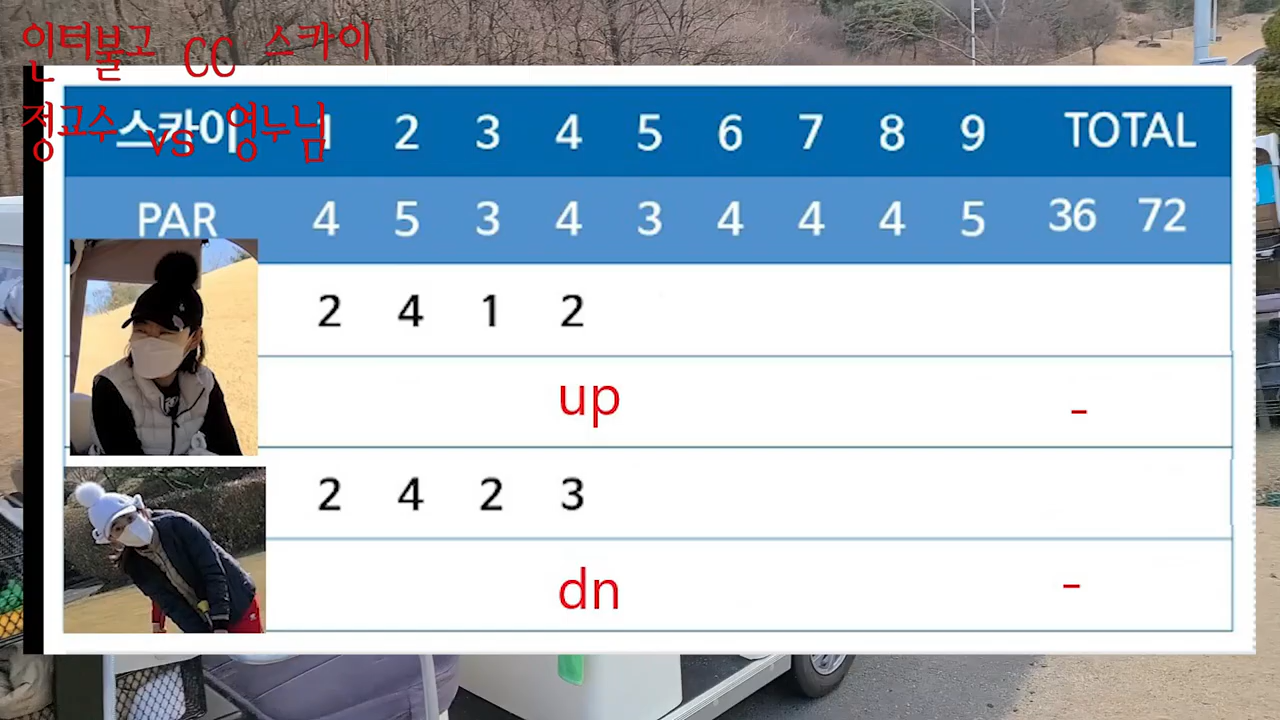 인터불고 CC 스카이
정교수 vs 영누님
스카이 1 2 3 4 5 6 7 8 9 TOTAL
PAR 4 5 3 4 3 4 4 4 5 36 72
2 4 1 2
up -
2 4 2 3
dn -